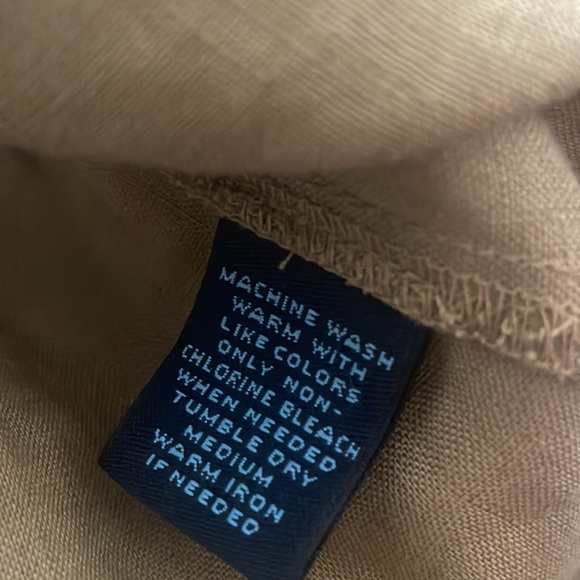 MACHINE WASH
WARM WITH
LIKE COLORS
ONLY NON-
CHLORINE BLEACH
WHEN NEEDED
TUMBLE DRY
MEDIUM
WARM IRON
IF NEEDED